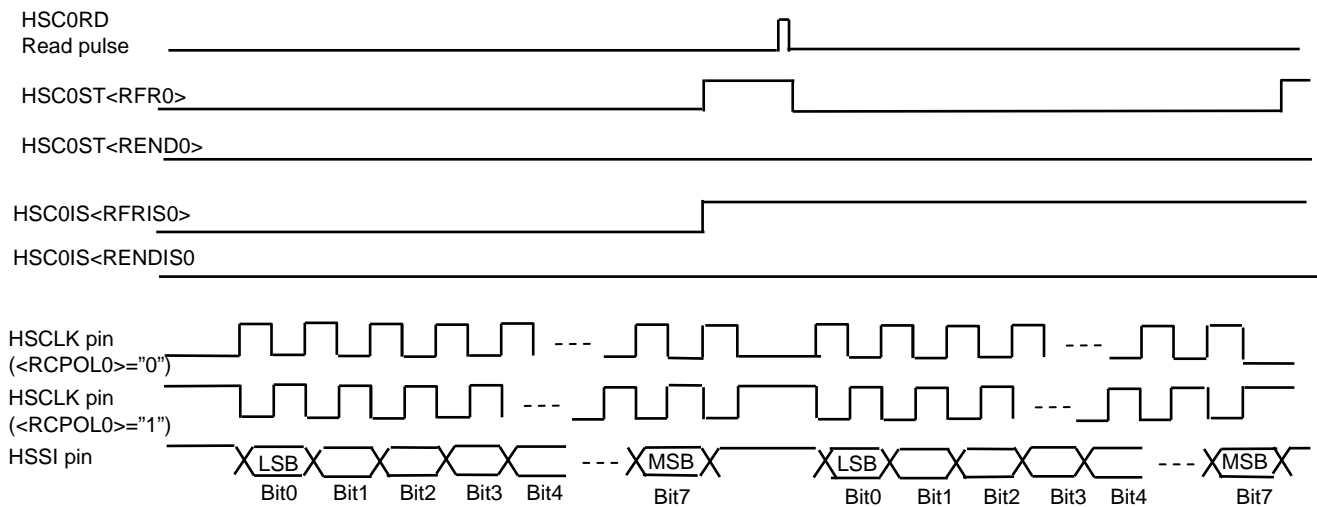 HSC0RD
Read pulse
HSC0ST<RFR0>
HSC0ST<REND0>
HSC0IS<RFRIS0>
HSC0IS<RENDIS0
HSCLK pin
(<RCPOL0>="0")
HSCLK pin
(<RCPOL0>="1")
HSSI pin
LSB MSB LSB MSB
Bit0 Bit1 Bit2 Bit3 Bit4 Bit7 Bit0 Bit1 Bit2 Bit3 Bit4 Bit7